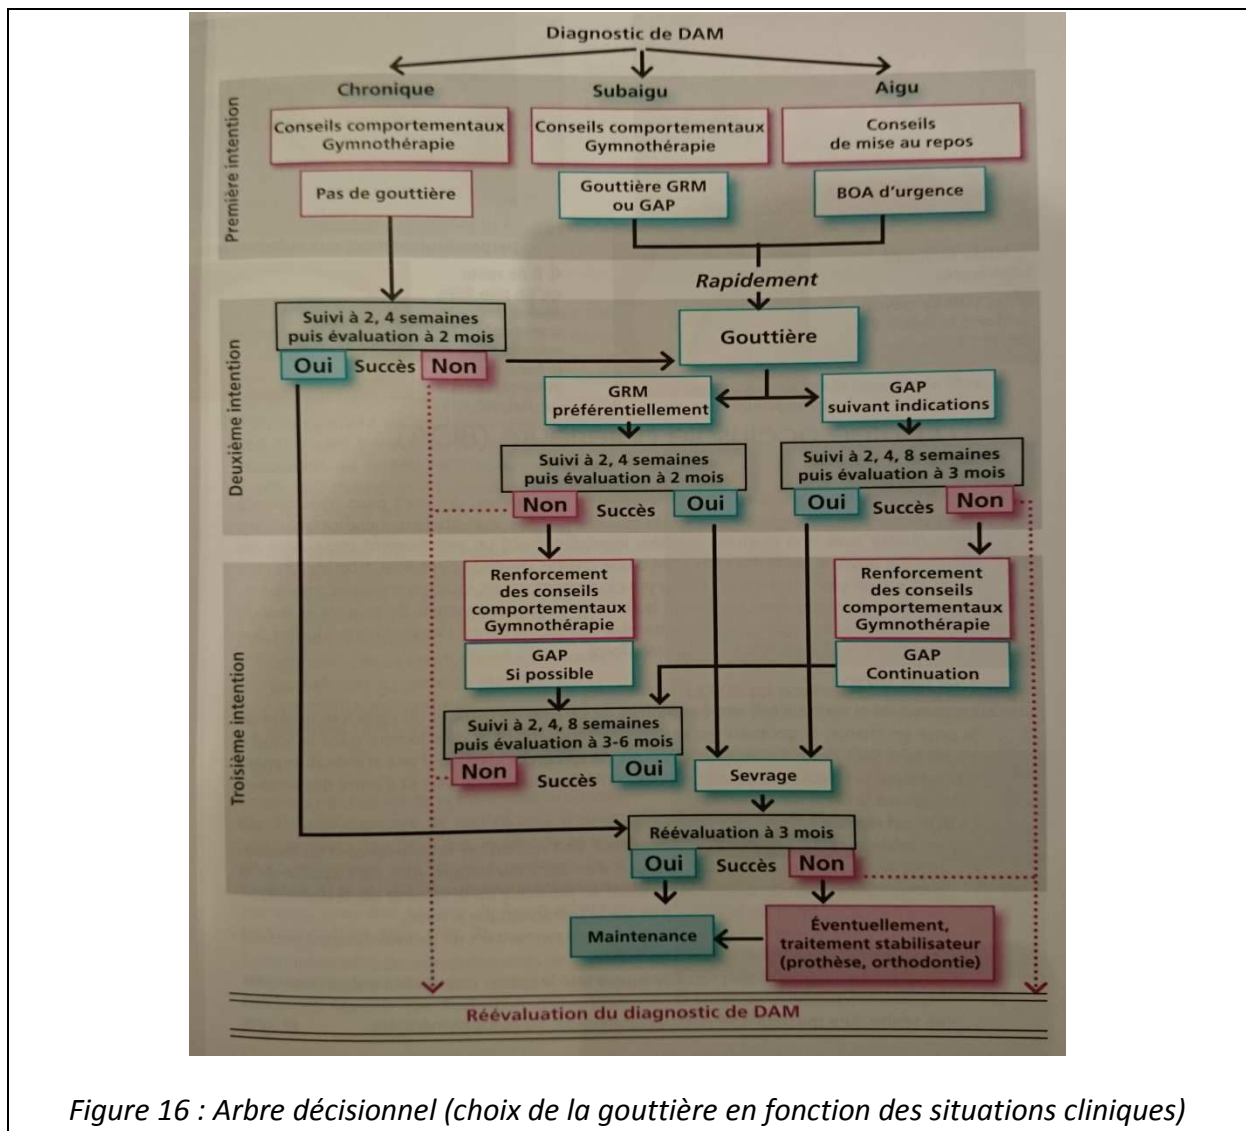 Diagnostic de DAM
Chronique
Subaigu
Aigu
Première intention
Conseils comportementaux
Gymnothérapie
Conseils comportementaux
Gymnothérapie
Conseils
de mise au repos
Pas de gouttière
Gouttière GRM
ou GAP
BOA d'urgence
Rapidement
Deuxième intention
Suivi à 2, 4 semaines
puis évaluation à 2 mois
Oui Succès Non
Gouttière
GRM
préférentiellement
GAP
suivant indications
Suivi à 2, 4 semaines
puis évaluation à 2 mois
Non Succès Oui
Suivi à 2, 4, 8 semaines
puis évaluation à 3 mois
Oui Succès Non
Troisième intention
Renforcement
des conseils
comportementaux
Gymnothérapie
GAP
Si possible
Renforcement
des conseils
comportementaux
Gymnothérapie
GAP
Continuation
Suivi à 2, 4, 8 semaines
puis évaluation à 3-6 mois
Non Succès Oui
Sevrage
Réévaluation à 3 mois
Oui Succès Non
Maintenance
Éventuellement,
traitement stabilisateur
(prothèse, orthodontie)
Réévaluation du diagnostic de DAM
Figure 16 : Arbre décisionnel (choix de la gouttière en fonction des situations cliniques)